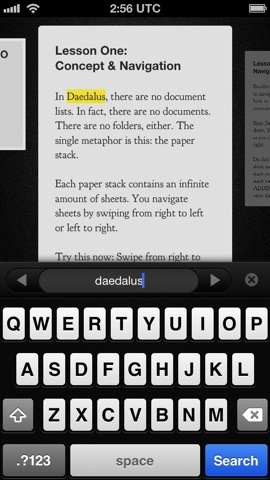 2:56 UTC
o
Lesson One:
Concept & Navigation
In Daedalus, there are no document
lists. In fact, there are no documents.
There are no folders, either. The
single metaphor is this: the paper
stack.
Each paper stack contains an infinite
amount of sheets. You navigate
sheets by swiping from right to left
or left to right.
Try this now: Swipe from right to
Lesson
Navig
daedalus
Q W E R T Y U I O P
A S D F G H J K L
Z X C V B N M
.?123 space Search